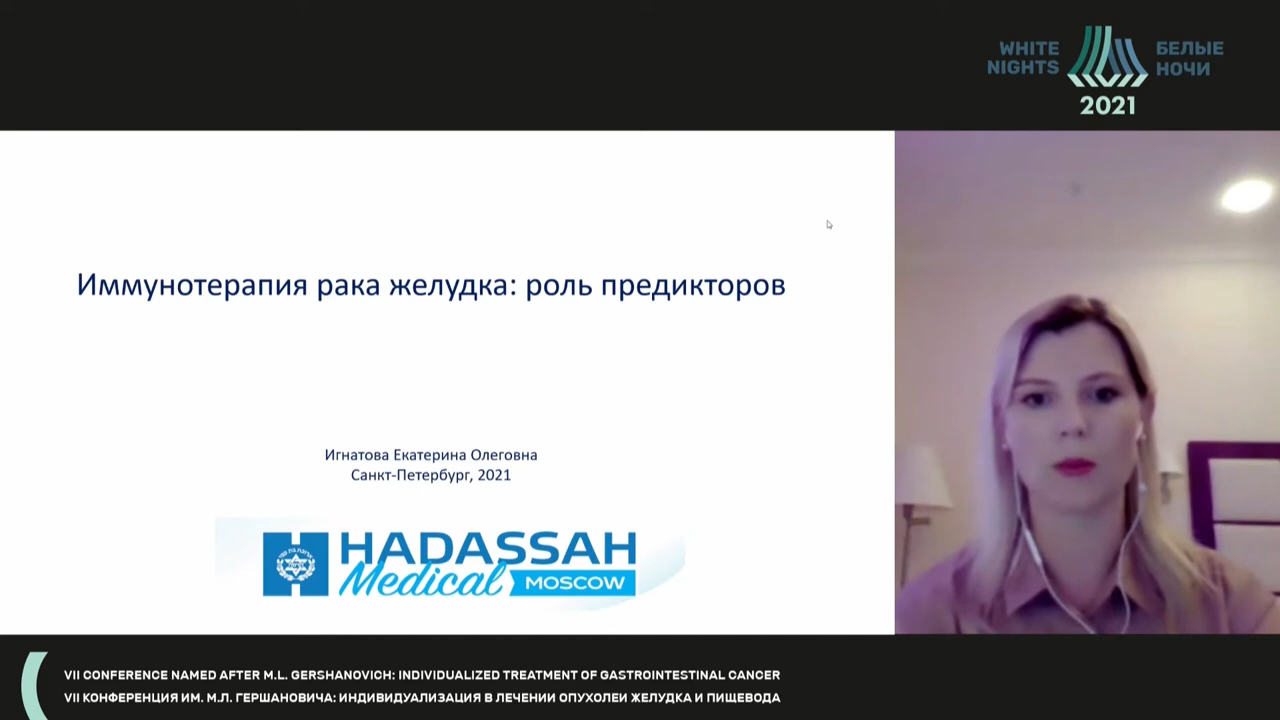 WHITE
NIGHTS
БЕЛЫЕ
НОЧИ
2021
Иммунотерапия рака желудка: роль предикторов
Игнатова Екатерина Олеговна
Санкт-Петербург, 2021
HADASSAH
Medical MOSCOW
VII CONFERENCE NAMED AFTER M.L. GERSHANOVICH: INDIVIDUALIZED TREATMENT OF GASTROINTESTINAL CANCER
VII КОНФЕРЕНЦИЯ ИМ. М.Л. ГЕРШАНОВИЧА: ИНДИВИДУАЛИЗАЦИЯ В ЛЕЧЕНИИ ОПУХОЛЕЙ ЖЕЛУДКА И ПИЩЕВОДА